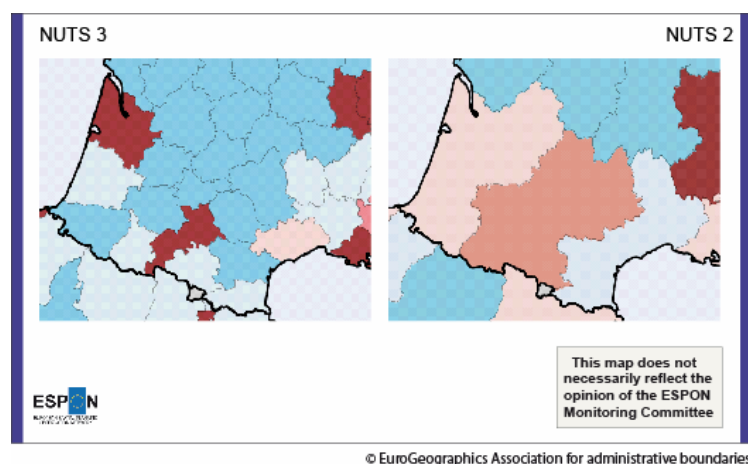 NUTS 3
NUTS 2
This map does not
necessarily reflect the
opinion of the ESPON
Monitoring Committee
ESPON
© EuroGeographics Association for administrative boundaries